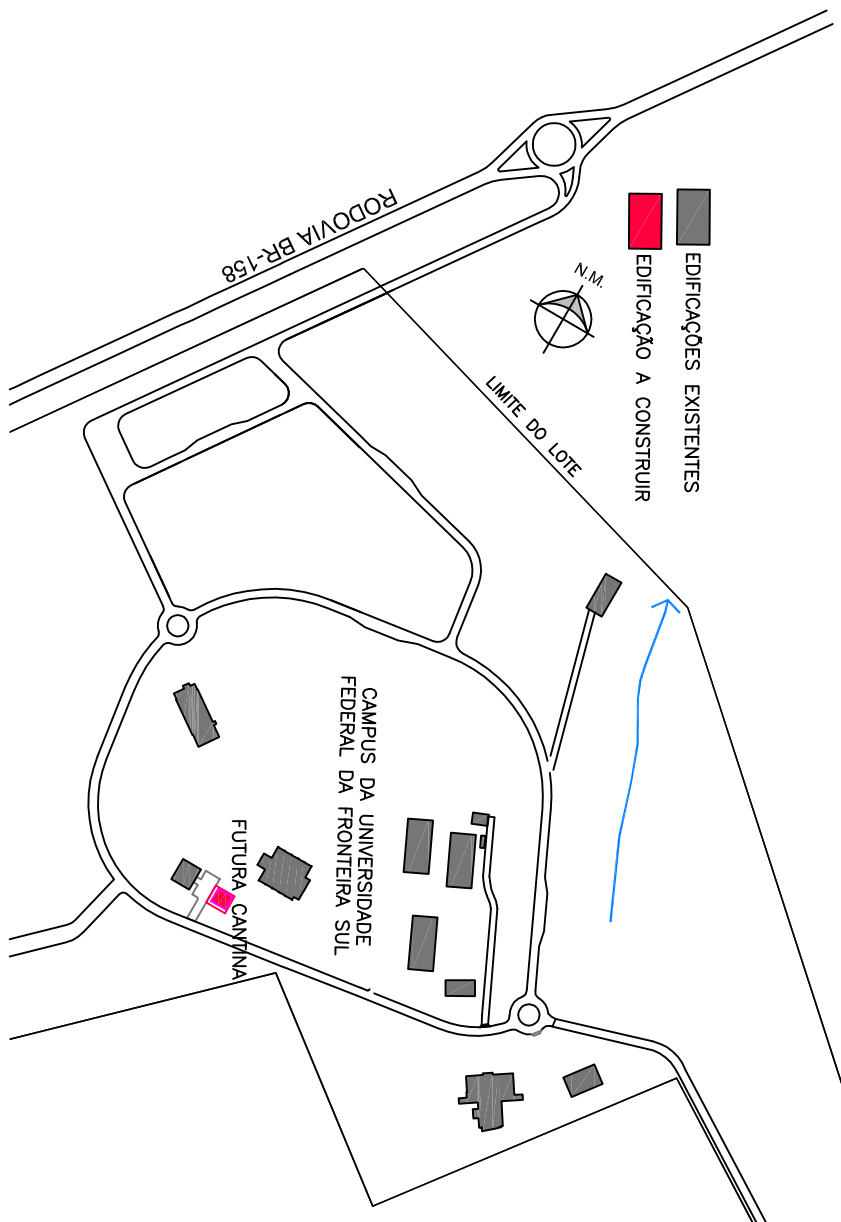 RODOVIA BR-158
EDIFICAÇÕES EXISTENTES
EDIFICAÇÃO A CONSTRUIR
N.M.
LIMITE DO LOTE
CAMPUS DA UNIVERSIDADE
FEDERAL DA FRONTEIRA SUL
FUTURA CANTINA